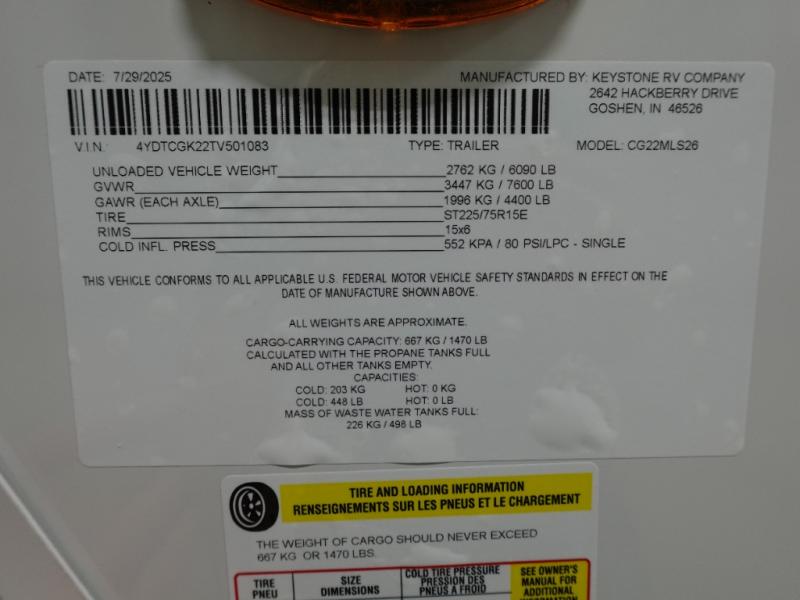 DATE: 7/29/2025 MANUFACTURED BY: KEYSTONE RV COMPANY
2642 HACKBERRY DRIVE
GOSHEN, IN 46526
V.I.N.: 4YDTCGK22TV501083 TYPE: TRAILER MODEL: CG22MLS26
UNLOADED VEHICLE WEIGHT 2762 KG / 6090 LB
GVWR 3447 KG / 7600 LB
GAWR (EACH AXLE) 1996 KG / 4400 LB
TIRE ST225/75R15E
RIMS 15x6
COLD INFL. PRESS 552 KPA / 80 PSI/LPC - SINGLE
THIS VEHICLE CONFORMS TO ALL APPLICABLE U.S. FEDERAL MOTOR VEHICLE SAFETY STANDARDS IN EFFECT ON THE
DATE OF MANUFACTURE SHOWN ABOVE.
ALL WEIGHTS ARE APPROXIMATE.
CARGO-CARRYING CAPACITY: 667 KG / 1470 LB
CALCULATED WITH THE PROPANE TANKS FULL
AND ALL OTHER TANKS EMPTY.
CAPACITIES:
COLD: 203 KG HOT: 0 KG
COLD: 448 LB HOT: 0 LB
MASS OF WASTE WATER TANKS FULL:
226 KG / 498 LB
TIRE AND LOADING INFORMATION
RENSEIGNEMENTS SUR LES PNEUS ET LE CHARGEMENT
THE WEIGHT OF CARGO SHOULD NEVER EXCEED
667 KG OR 1470 LBS.
TIRE
PNEU
SIZE
DIMENSIONS
COLD TIRE PRESSURE
PRESSION DES
PNEUS A FROID
SEE OWNER'S
MANUAL FOR
ADDITIONAL
INFORMATION